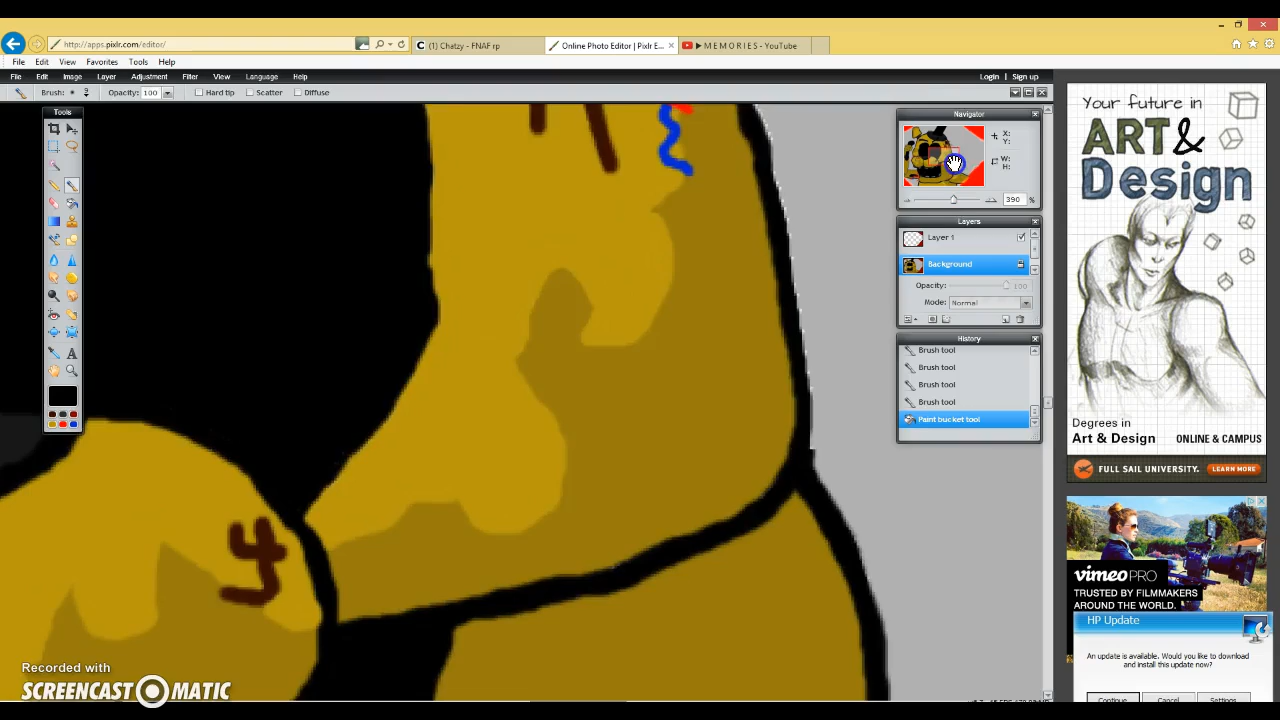 http://apps.pixlr.com/editor/
C (1) Chatzy - FNAF rp
Online Photo Editor | Pixlr E...
M E M O R I E S - YouTube
File Edit View Favorites Tools Help
File Edit Image Layer Adjustment Filter View Language Help
Login | Sign up
Brush: 3 Opacity: 100 Hard tip Scatter Diffuse
Tools
A
Navigator
X:
Y:
W:
H:
390 %
Layers
Layer 1
Background
Opacity: 100
Mode: Normal
History
Brush tool
Brush tool
Brush tool
Brush tool
Paint bucket tool
Your future in
ART &
Design
Degrees in
Art & Design ONLINE & CAMPUS
FULL SAIL UNIVERSITY. LEARN MORE
vimeo PRO
TRUSTED BY FILMMAKERS
AROUND THE WORLD.
HP Update
An update is available. Would you like to download
and install this update now?
Continue Cancel Settings
Recorded with
SCREENCAST O MATIC